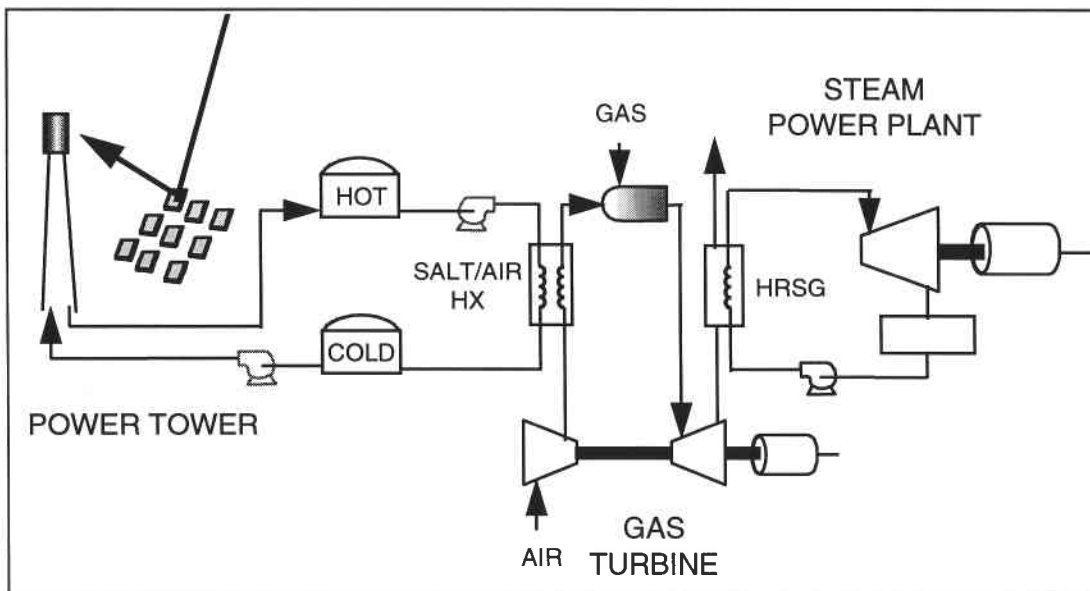 STEAM
POWER PLANT
GAS
HOT
SALT/AIR
HX
HRSG
COLD
POWER TOWER
GAS
TURBINE
AIR